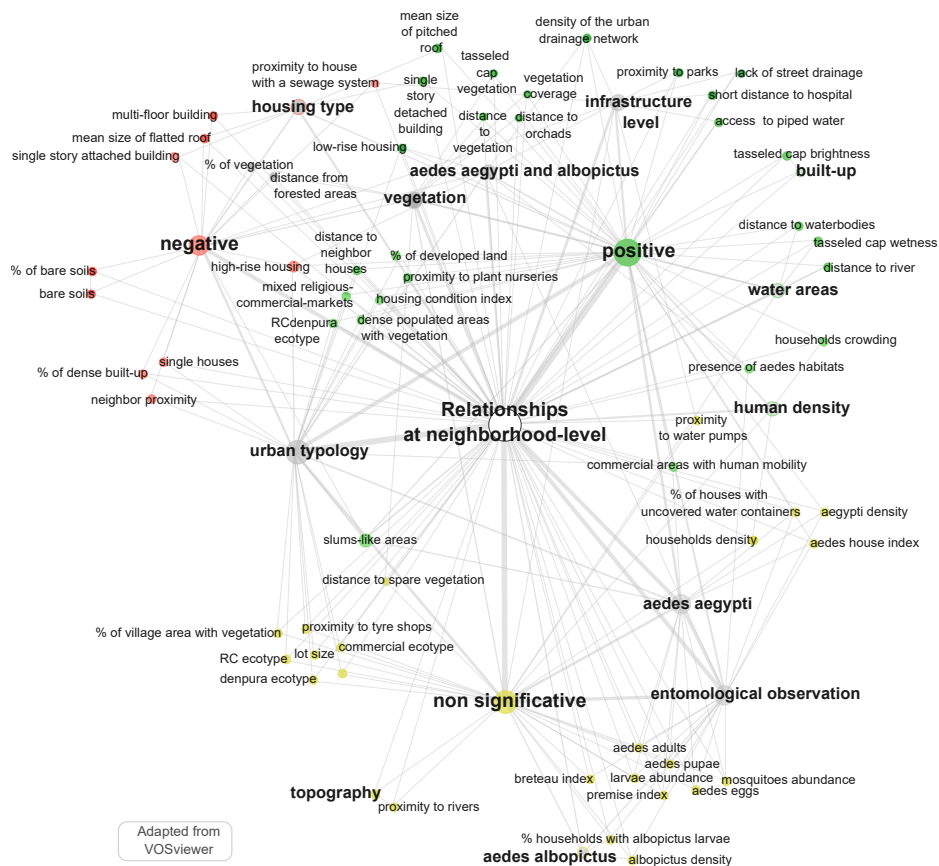 mean size
of pitched
roof
density of the urban
drainage network
tasseled
cap
vegetation
proximity to house
with a sewage system
single
story
detached
building
vegetation
coverage
proximity to parks
lack of street drainage
housing type
infrastructure
level
short distance to hospital
multi-floor building
distance
to
vegetation
distance to
orchads
access to piped water
mean size of flatted roof
low-rise housing
single story attached building
% of vegetation
distance from
forested areas
aedes aegypti and albopictus
tasseled cap brightness
built-up
vegetation
distance to waterbodies
negative
distance to
neighbor
houses
% of developed land
positive
tasseled cap wetness
% of bare soils
high-rise housing
proximity to plant nurseries
distance to river
mixed religious-
commercial-markets
bare soils
housing condition index
water areas
RCdenpura
ecotype
dense populated areas
with vegetation
households crowding
single houses
% of dense built-up
presence of aedes habitats
neighbor proximity
Relationships
at neighborhood-level
human density
proximity
to water pumps
urban typology
commercial areas with human mobility
% of houses with
uncovered water containers
aegypti density
slums-like areas
households density
aedes house index
distance to spare vegetation
aedes aegypti
% of village area with vegetation
proximity to tyre shops
commercial ecotype
RC ecotype
lot size
denpura ecotype
non significative
entomological observation
aedes adults
aedes pupae
breteau index
larvae abundance
mosquitoes abundance
topography
premise index
aedes eggs
proximity to rivers
% households with albopictus larvae
aedes albopictus
albopictus density
Adapted from
VOSviewer